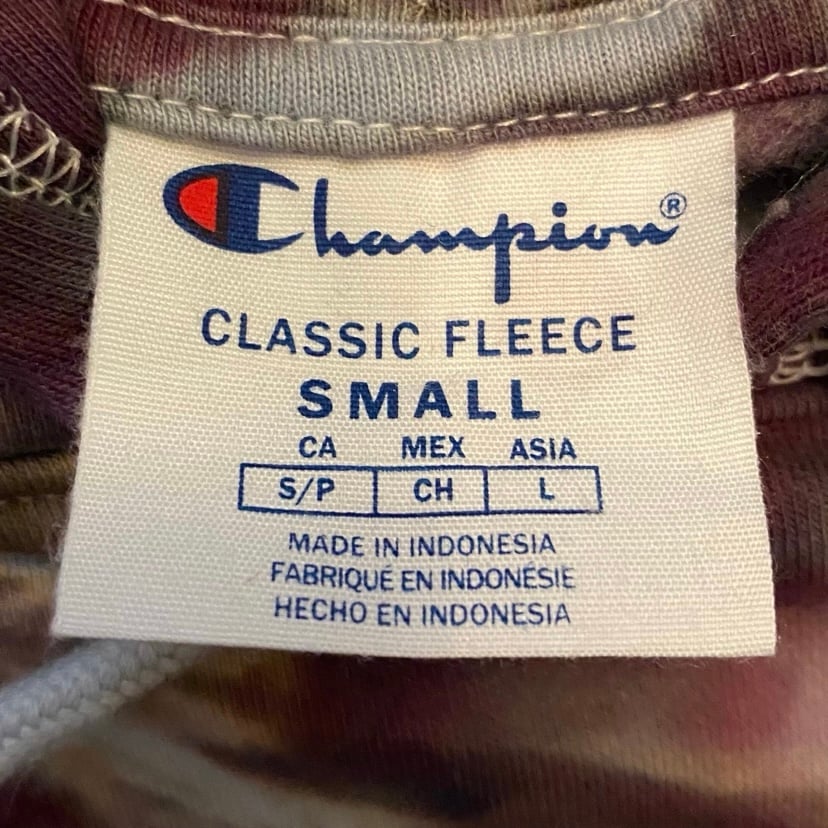 Champion®
CLASSIC FLEECE
SMALL
CA MEX ASIA
S/P CH L
MADE IN INDONESIA
FABRIQUÉ EN INDONÉSIE
HECHO EN INDONESIA